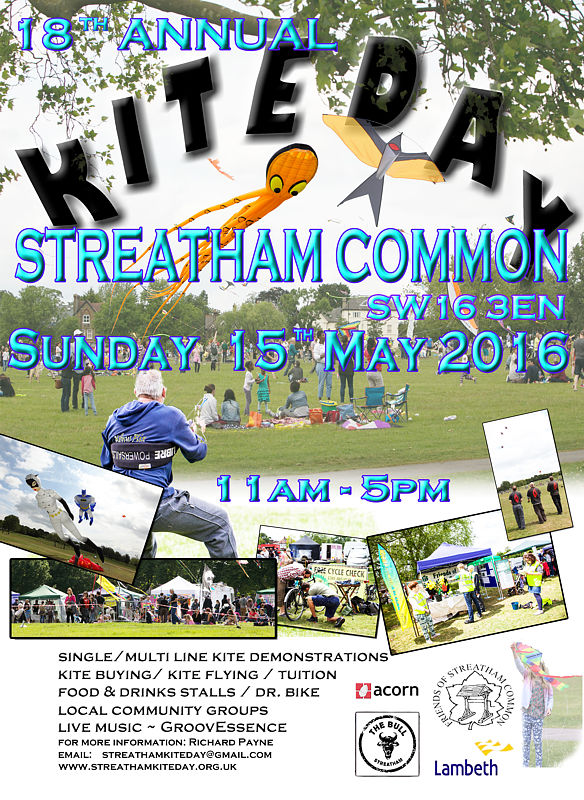 18TH ANNUAL
KITE DAY
STREATHAM COMMON
SW16 3EN
SUNDAY 15TH MAY 2016
LIBRE
POWERSAILS
11AM - 5PM
FREE CYCLE CHECK
SINGLE/MULTI LINE KITE DEMONSTRATIONS
KITE BUYING/ KITE FLYING / TUITION
FOOD & DRINKS STALLS / DR. BIKE
LOCAL COMMUNITY GROUPS
LIVE MUSIC ~ GROOVESSENCE
FOR MORE INFORMATION: RICHARD PAYNE
EMAIL: STREATHAMKITEDAY@GMAIL.COM
WWW.STREATHAMKITEDAY.ORG.UK
acorn
FRIENDS OF STREATHAM COMMON
THE BULL
STREATHAM
Lambeth